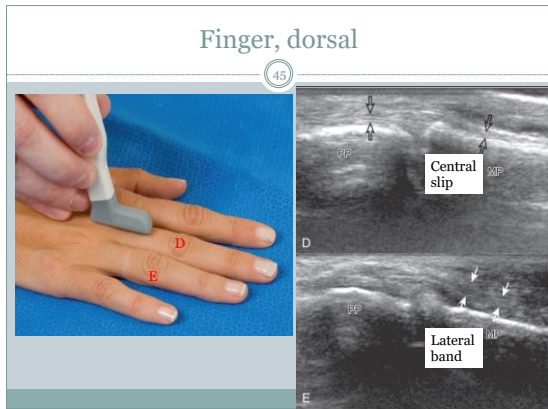 Finger, dorsal
45
D
E
PP
Central
slip
MP
D
PP
Lateral
band
MP
E